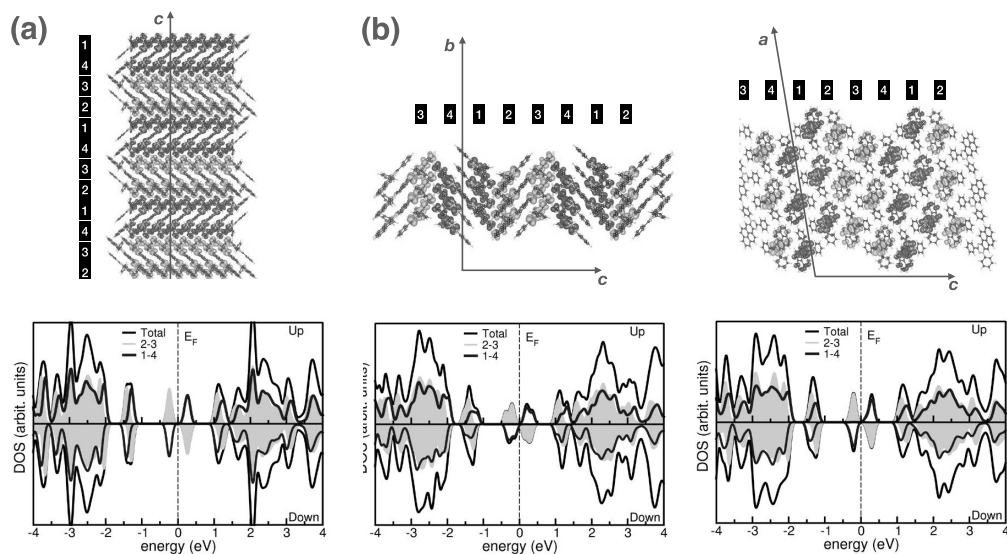 (a)
c
1
4
3
2
1
4
3
2
1
4
3
2
(b)
b
3 4 1 2 3 4 1 2
c
a
3 4 1 2 3 4 1 2
c
DOS (arbit. units)
Total
2-3
1-4
E_F
Up
Down
-4 -3 -2 -1 0 1 2 3 4
energy (eV)
DOS (arbit. units)
Total
2-3
1-4
E_F
Up
Down
-4 -3 -2 -1 0 1 2 3 4
energy (eV)
DOS (arbit. units)
Total
2-3
1-4
E_F
Up
Down
-4 -3 -2 -1 0 1 2 3 4
energy (eV)